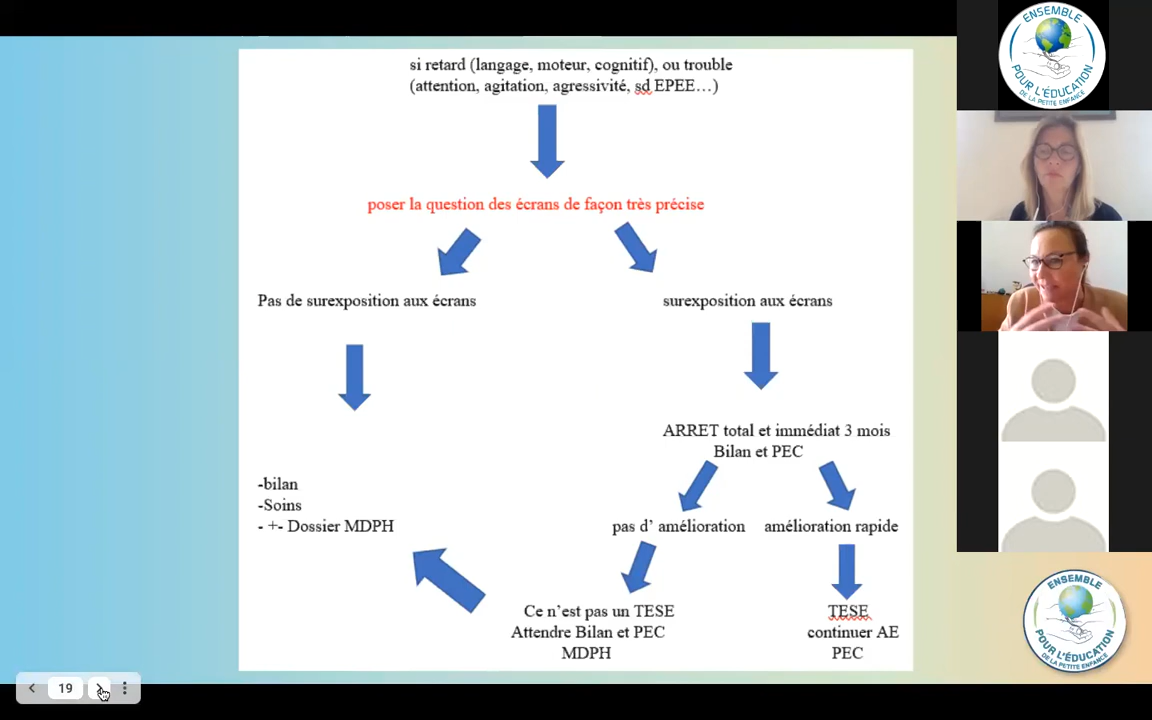 si retard (langage, moteur, cognitif), ou trouble
(attention, agitation, agressivité, sd EPEE…)
poser la question des écrans de façon très précise
Pas de surexposition aux écrans
surexposition aux écrans
ARRET total et immédiat 3 mois
Bilan et PEC
-bilan
-Soins
- +- Dossier MDPH
pas d’ amélioration
amélioration rapide
Ce n’est pas un TESE
Attendre Bilan et PEC
MDPH
TESE
continuer AE
PEC
19
ENSEMBLE
POUR L'ÉDUCATION
DE LA PETITE ENFANCE
ENSEMBLE
POUR L'ÉDUCATION
DE LA PETITE ENFANCE